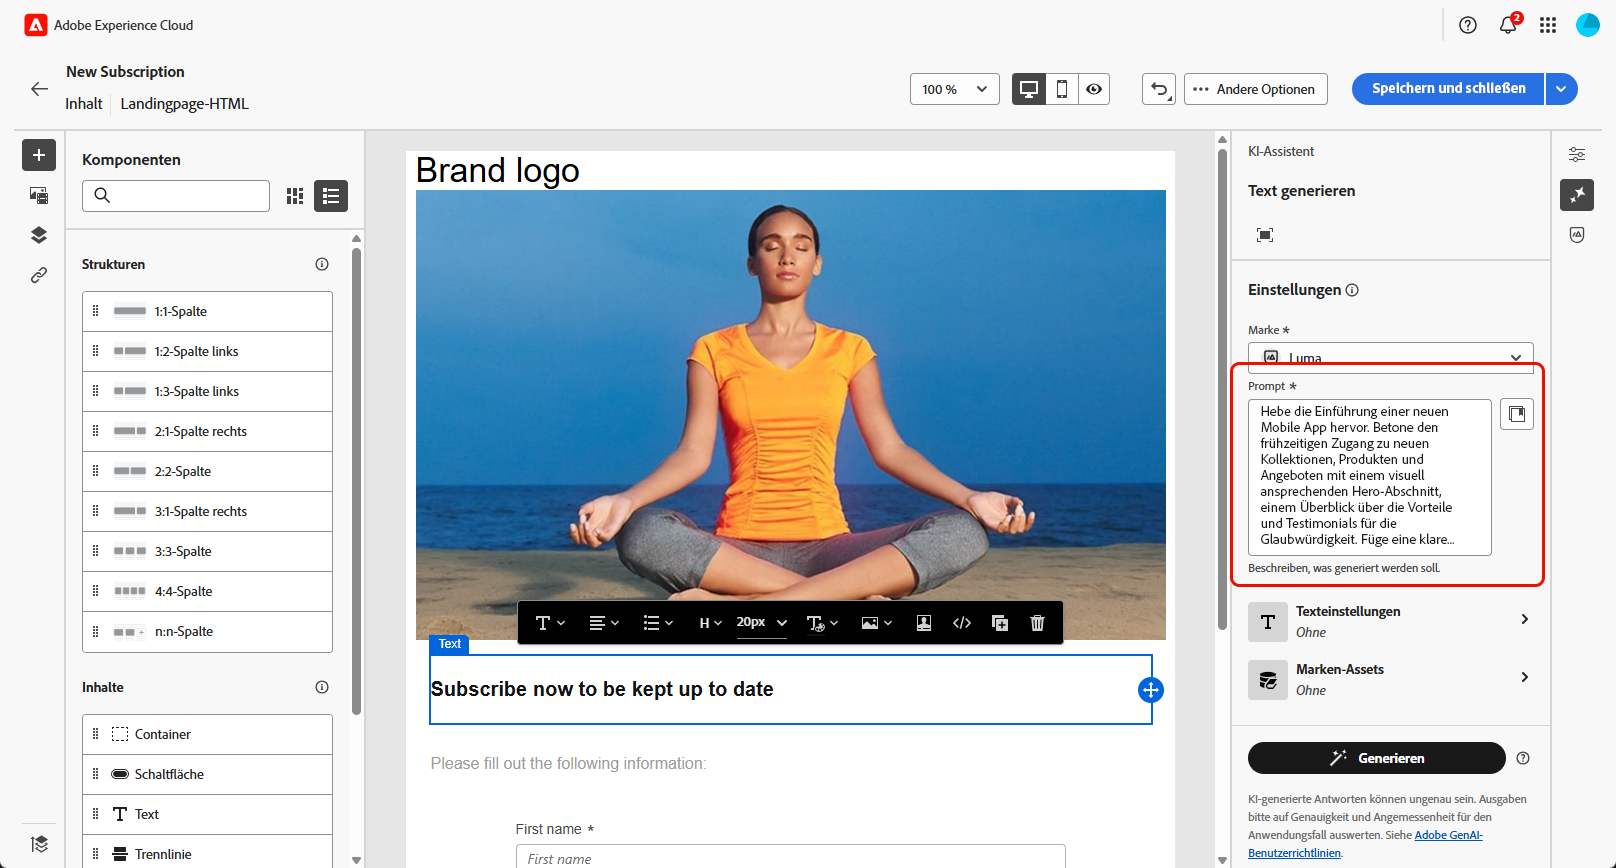 Adobe Experience Cloud
2
New Subscription
Inhalt
Landingpage-HTML
100 %
Andere Optionen
Speichern und schließen
Komponenten
Strukturen
1:1-Spalte
1:2-Spalte links
1:3-Spalte links
2:1-Spalte rechts
2:2-Spalte
3:1-Spalte rechts
3:3-Spalte
4:4-Spalte
n:n-Spalte
Inhalte
Container
Schaltfläche
Text
Trennlinie
Brand logo
H
20px
Text
Subscribe now to be kept up to date
Please fill out the following information:
First name *
First name
KI-Assistent
Text generieren
Einstellungen
Marke *
Luma
Prompt *
Hebe die Einführung einer neuen
Mobile App hervor. Betone den
frühzeitigen Zugang zu neuen
Kollektionen, Produkten und
Angeboten mit einem visuell
ansprechenden Hero-Abschnitt,
einem Überblick über die Vorteile
und Testimonials für die
Glaubwürdigkeit. Füge eine klare...
Beschreiben, was generiert werden soll.
Texteinstellungen
Ohne
Marken-Assets
Ohne
Generieren
KI-generierte Antworten können ungenau sein. Ausgaben
bitte auf Genauigkeit und Angemessenheit für den
Anwendungsfall auswerten. Siehe Adobe GenAI-
Benutzerrichtlinien.